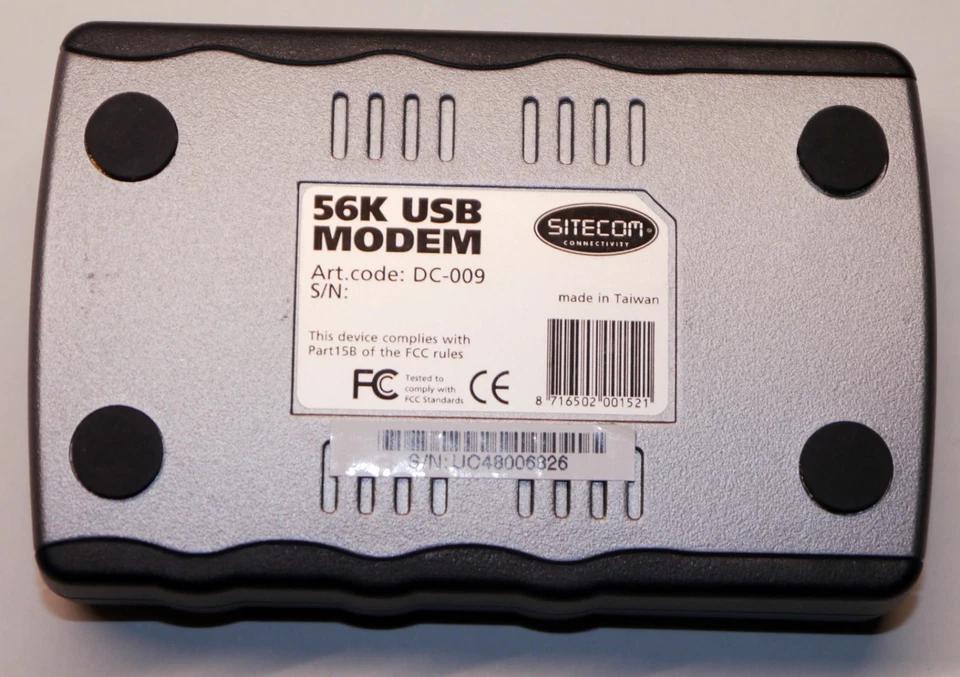 56K USB
MODEM
SITECOM®
CONNECTIVITY
Art.code: DC-009
S/N:
made in Taiwan
This device complies with
Part15B of the FCC rules
FC Tested to
comply with
FCC Standards
CE
8 716502 001521
S/N: UC48006826